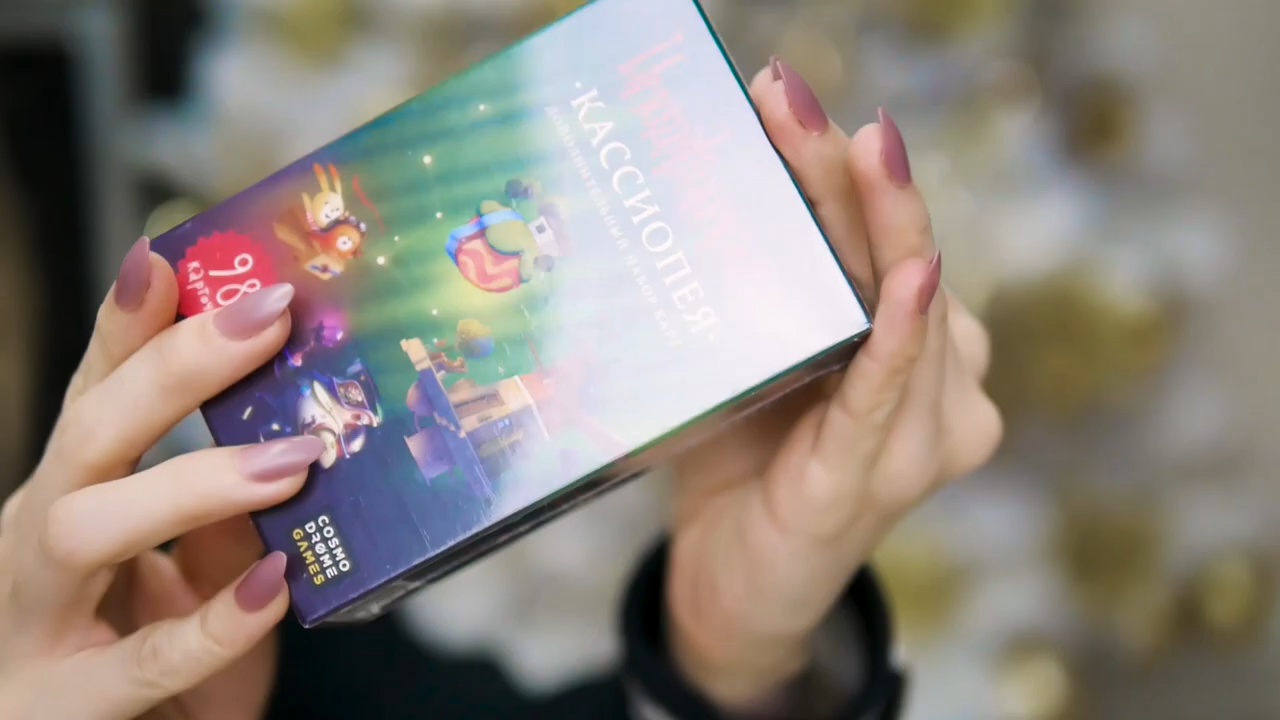 ·КАССИОПЕЯ·
ДОПОЛНИТЕЛЬНЫЙ НАБОР КАРТ
98
COSMO
DROME
GAMES